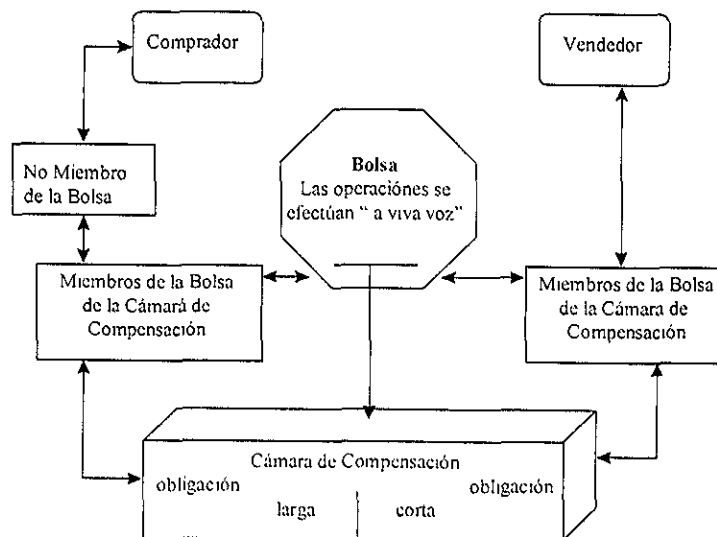 Comprador
Vendedor
No Miembro
de la Bolsa
Bolsa
Las operaciónes se
efectúan “ a viva voz”
Miembros de la Bolsa
de la Cámará de
Compensación
Miembros de la Bolsa
de la Cámara de
Compensación
Cámara de Compensación
obligación
obligación
larga
corta